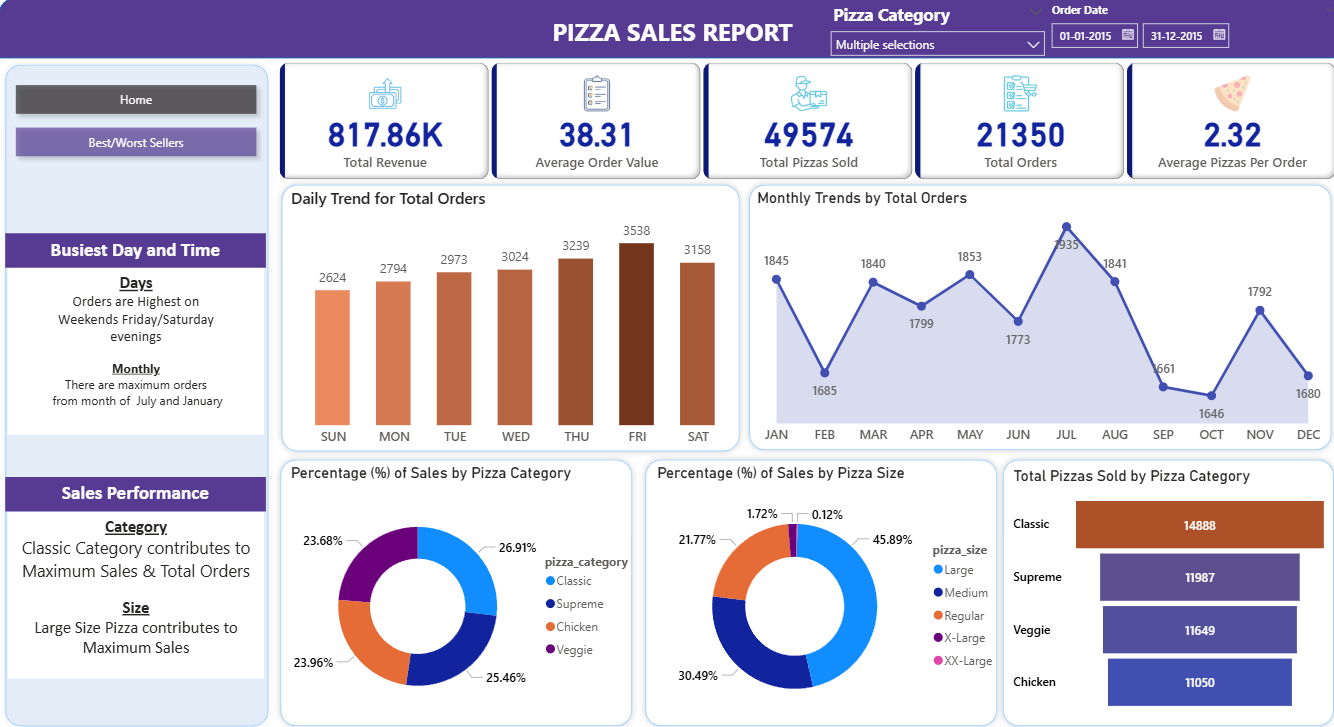 PIZZA SALES REPORT
Pizza Category
Multiple selections
Order Date
01-01-2015
31-12-2015
Home
Best/Worst Sellers
Busiest Day and Time
Days
Orders are Highest on
Weekends Friday/Saturday
evenings
Monthly
There are maximum orders
from month of July and January
Sales Performance
Category
Classic Category contributes to
Maximum Sales & Total Orders
Size
Large Size Pizza contributes to
Maximum Sales
817.86K
Total Revenue
38.31
Average Order Value
49574
Total Pizzas Sold
21350
Total Orders
2.32
Average Pizzas Per Order
Daily Trend for Total Orders
2624
2794
2973
3024
3239
3538
3158
SUN
MON
TUE
WED
THU
FRI
SAT
Monthly Trends by Total Orders
1845
1685
1840
1799
1853
1773
1935
1841
1661
1646
1792
1680
JAN
FEB
MAR
APR
MAY
JUN
JUL
AUG
SEP
OCT
NOV
DEC
Percentage (%) of Sales by Pizza Category
23.68%
26.91%
23.96%
25.46%
pizza_category
Classic
Supreme
Chicken
Veggie
Percentage (%) of Sales by Pizza Size
1.72%
0.12%
21.77%
45.89%
30.49%
pizza_size
Large
Medium
Regular
X-Large
XX-Large
Total Pizzas Sold by Pizza Category
Classic
14888
Supreme
11987
Veggie
11649
Chicken
11050